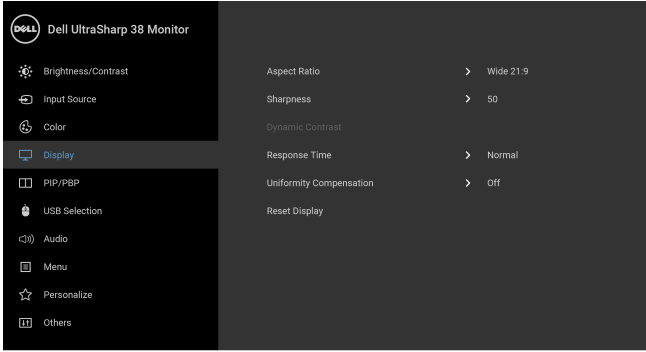 DELL Dell UltraSharp 38 Monitor
Brightness/Contrast
Input Source
Color
Display
PIP/PBP
USB Selection
Audio
Menu
Personalize
Others
Aspect Ratio > Wide 21:9
Sharpness > 50
Dynamic Contrast
Response Time > Normal
Uniformity Compensation > Off
Reset Display